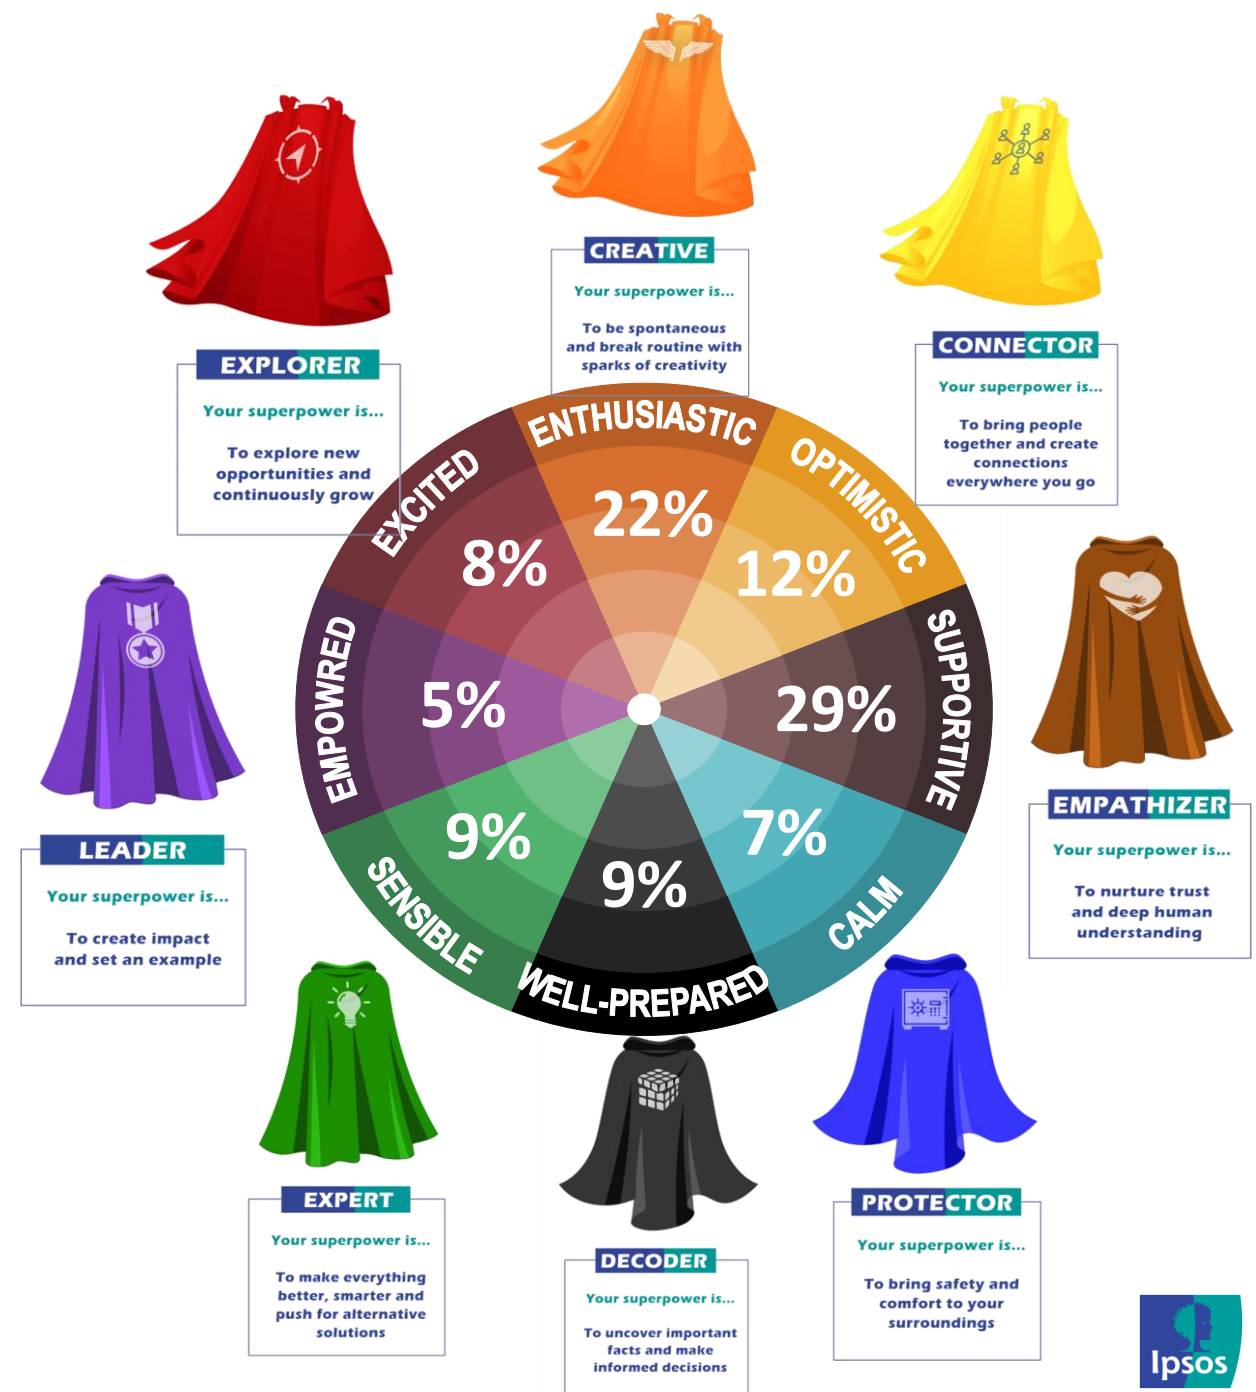 CREATIVE
Your superpower is...
To be spontaneous
and break routine with
sparks of creativity
CONNECTOR
Your superpower is...
To bring people
together and create
connections
everywhere you go
EXPLORER
Your superpower is...
To explore new
opportunities and
continuously grow
ENTHUSIASTIC
22%
OPTIMISTIC
12%
EXCITED
8%
EMPOWRED
5%
SUPPORTIVE
29%
SENSIBLE
9%
WELL-PREPARED
9%
CALM
7%
EMPATHIZER
Your superpower is...
To nurture trust
and deep human
understanding
LEADER
Your superpower is...
To create impact
and set an example
EXPERT
Your superpower is...
To make everything
better, smarter and
push for alternative
solutions
DECODER
Your superpower is...
To uncover important
facts and make
informed decisions
PROTECTOR
Your superpower is...
To bring safety and
comfort to your
surroundings
Ipsos